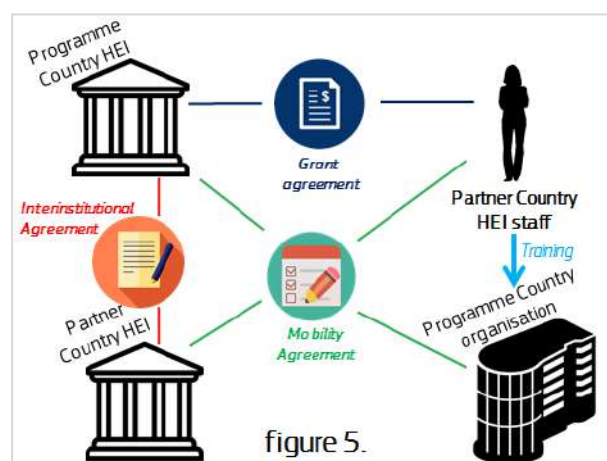 Programme
Country HEI
$
Grant
agreement
Partner Country
HEI staff
Interinstitutional
Agreement
Training
Partner
Country HEI
Mobility
Agreement
Programme Country
organisation
figure 5.